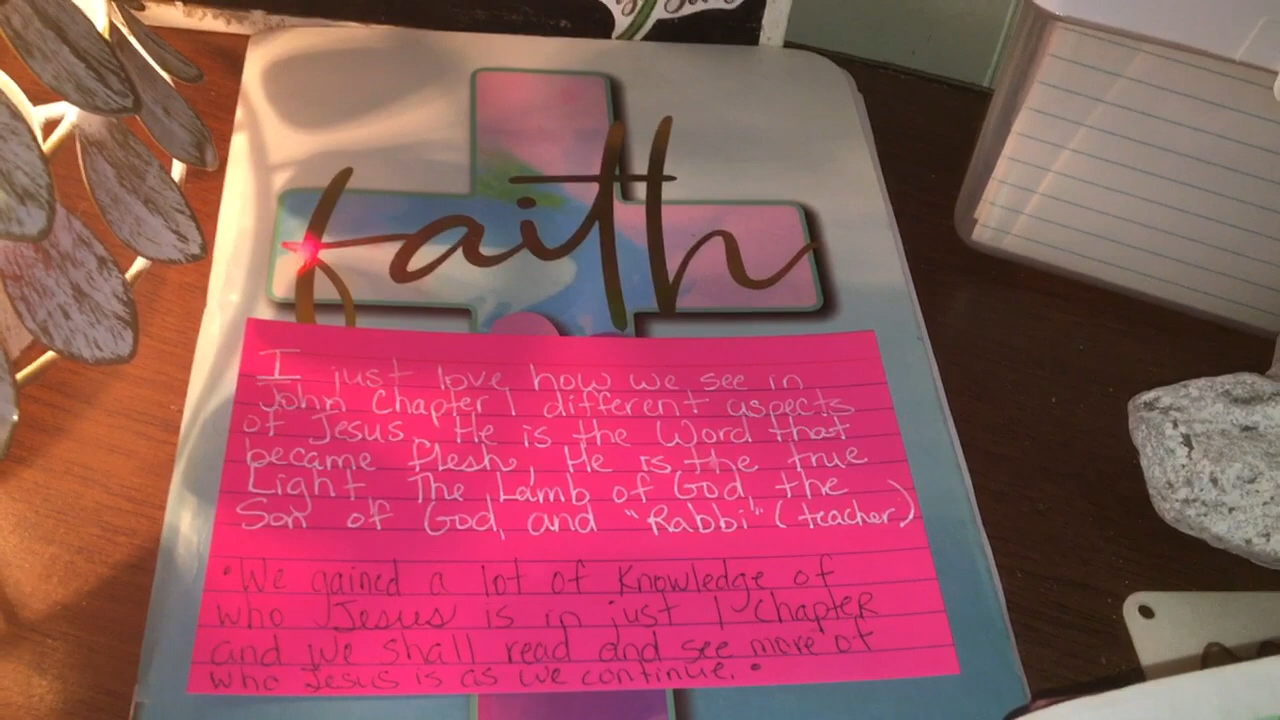 faith
I just love how we see in
John Chapter 1 different aspects
of Jesus. He is the Word that
became flesh, He is the true
Light, The Lamb of God, the
Son of God, and "Rabbi" (teacher)
• We gained a lot of Knowledge of
who Jesus is in just 1 chapter
and we shall read and see more of
who Jesus is as we continue. •